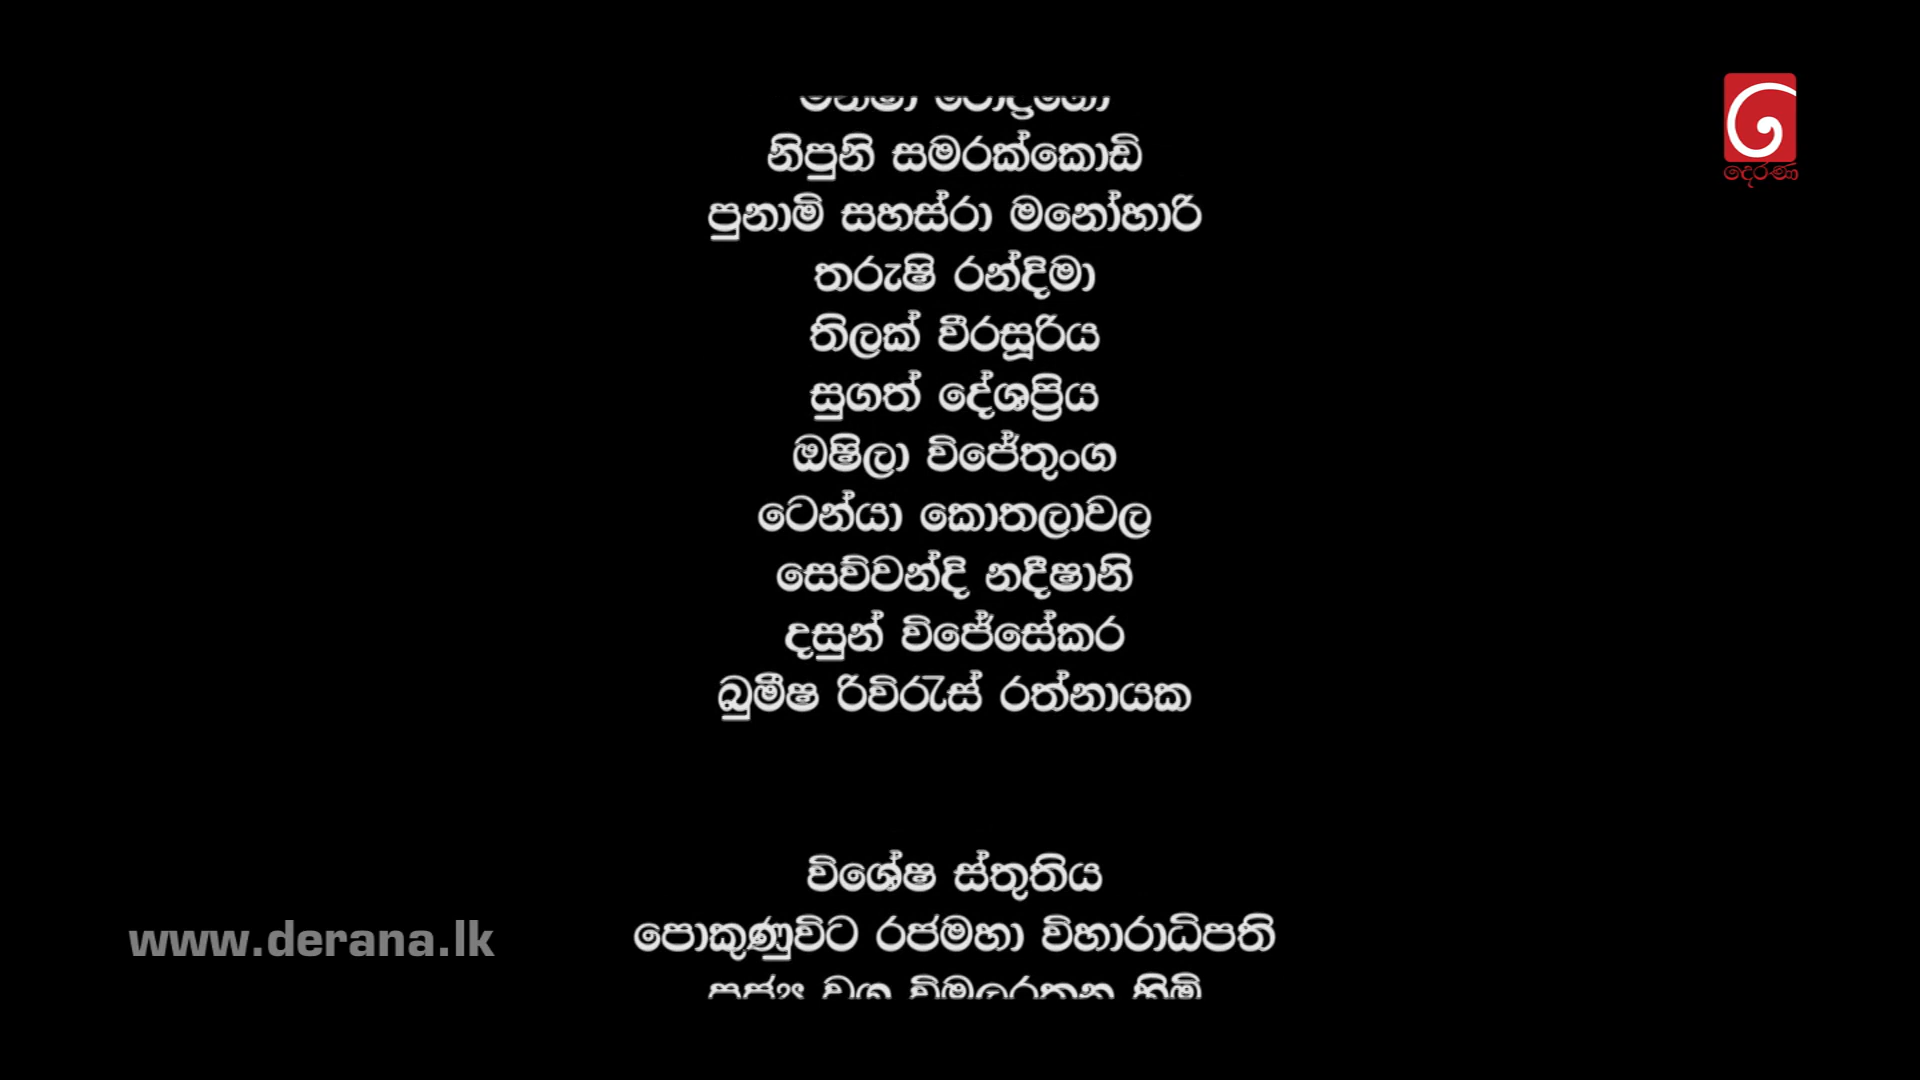 නිපුනි සමරක්කොඩි
පුනාමි සහස්රා මනෝහාරි
තරුෂි රන්දිමා
තිලක් වීරසූරිය
සුගත් දේශප්‍රිය
ඔෂිලා විජේතුංග
ටෙන්යා කොතලාවල
සෙව්වන්දි නදීෂානි
දසුන් විජේසේකර
ඛුමීෂ රිවිරැස් රත්නායක
විශේෂ ස්තුතිය
පොකුණුවිට රජමහා විහාරාධිපති
දෙරණ
www.derana.lk